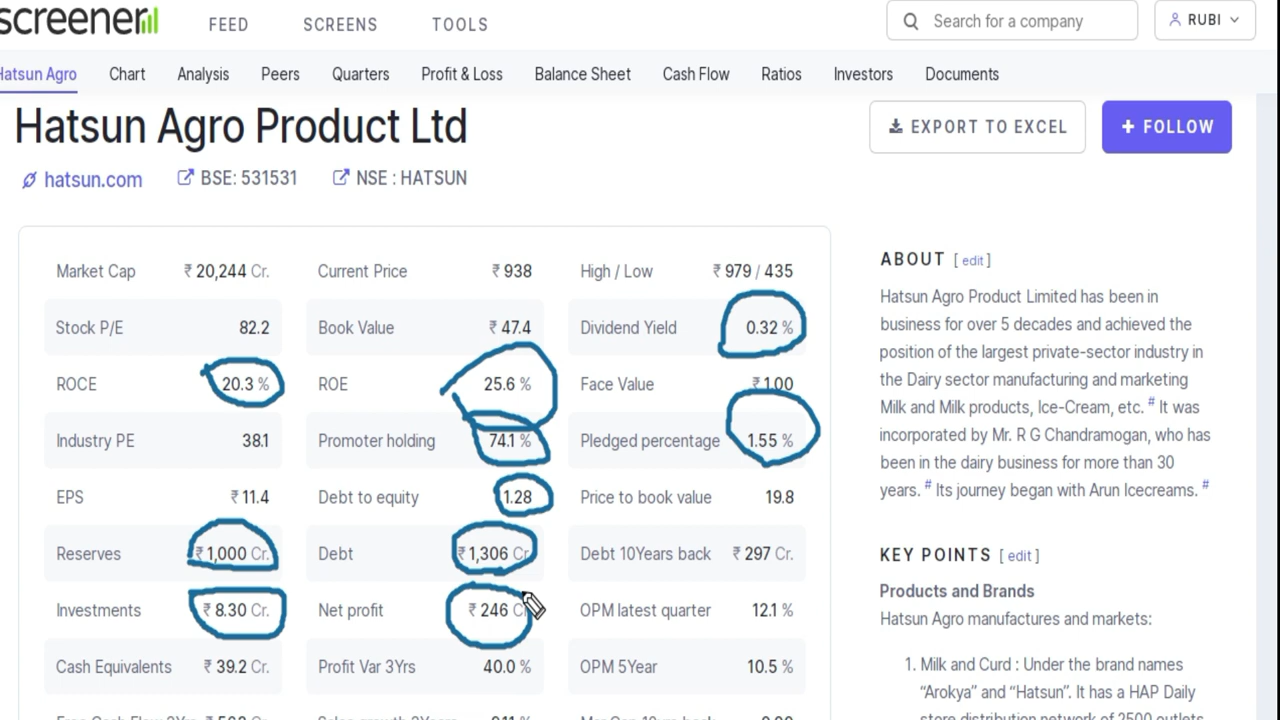 screener
FEED SCREENS TOOLS
Search for a company
RUBI
Hatsun Agro Chart Analysis Peers Quarters Profit & Loss Balance Sheet Cash Flow Ratios Investors Documents
Hatsun Agro Product Ltd
EXPORT TO EXCEL
+ FOLLOW
hatsun.com BSE: 531531 NSE : HATSUN
Market Cap ₹ 20,244 Cr. Current Price ₹ 938 High / Low ₹ 979 / 435
Stock P/E 82.2 Book Value ₹ 47.4 Dividend Yield 0.32 %
ROCE 20.3 % ROE 25.6 % Face Value ₹ 1.00
Industry PE 38.1 Promoter holding 74.1 % Pledged percentage 1.55 %
EPS ₹ 11.4 Debt to equity 1.28 Price to book value 19.8
Reserves ₹ 1,000 Cr. Debt ₹ 1,306 Cr. Debt 10Years back ₹ 297 Cr.
Investments ₹ 8.30 Cr. Net profit ₹ 246 Cr. OPM latest quarter 12.1 %
Cash Equivalents ₹ 39.2 Cr. Profit Var 3Yrs 40.0 % OPM 5Year 10.5 %
ABOUT [ edit ]
Hatsun Agro Product Limited has been in
business for over 5 decades and achieved the
position of the largest private-sector industry in
the Dairy sector manufacturing and marketing
Milk and Milk products, Ice-Cream, etc. # It was
incorporated by Mr. R G Chandramogan, who has
been in the dairy business for more than 30
years. # Its journey began with Arun Icecreams. #
KEY POINTS [ edit ]
Products and Brands
Hatsun Agro manufactures and markets:
1. Milk and Curd : Under the brand names
“Arokya” and “Hatsun”. It has a HAP Daily
store distribution network of 2500 outlets